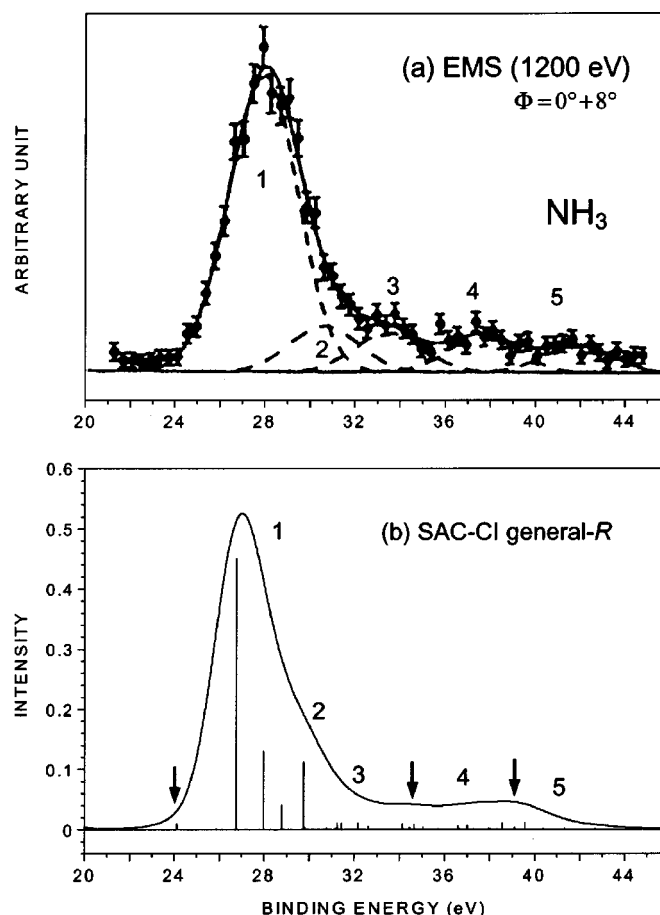 (a) EMS (1200 eV)
Φ = 0° + 8°
NH₃
ARBITRARY UNIT
1
2
3
4
5
20 24 28 32 36 40 44
(b) SAC-CI general-R
INTENSITY
0.6
0.5
0.4
0.3
0.2
0.1
0
1
2
3
4
5
20 24 28 32 36 40 44
BINDING ENERGY (eV)